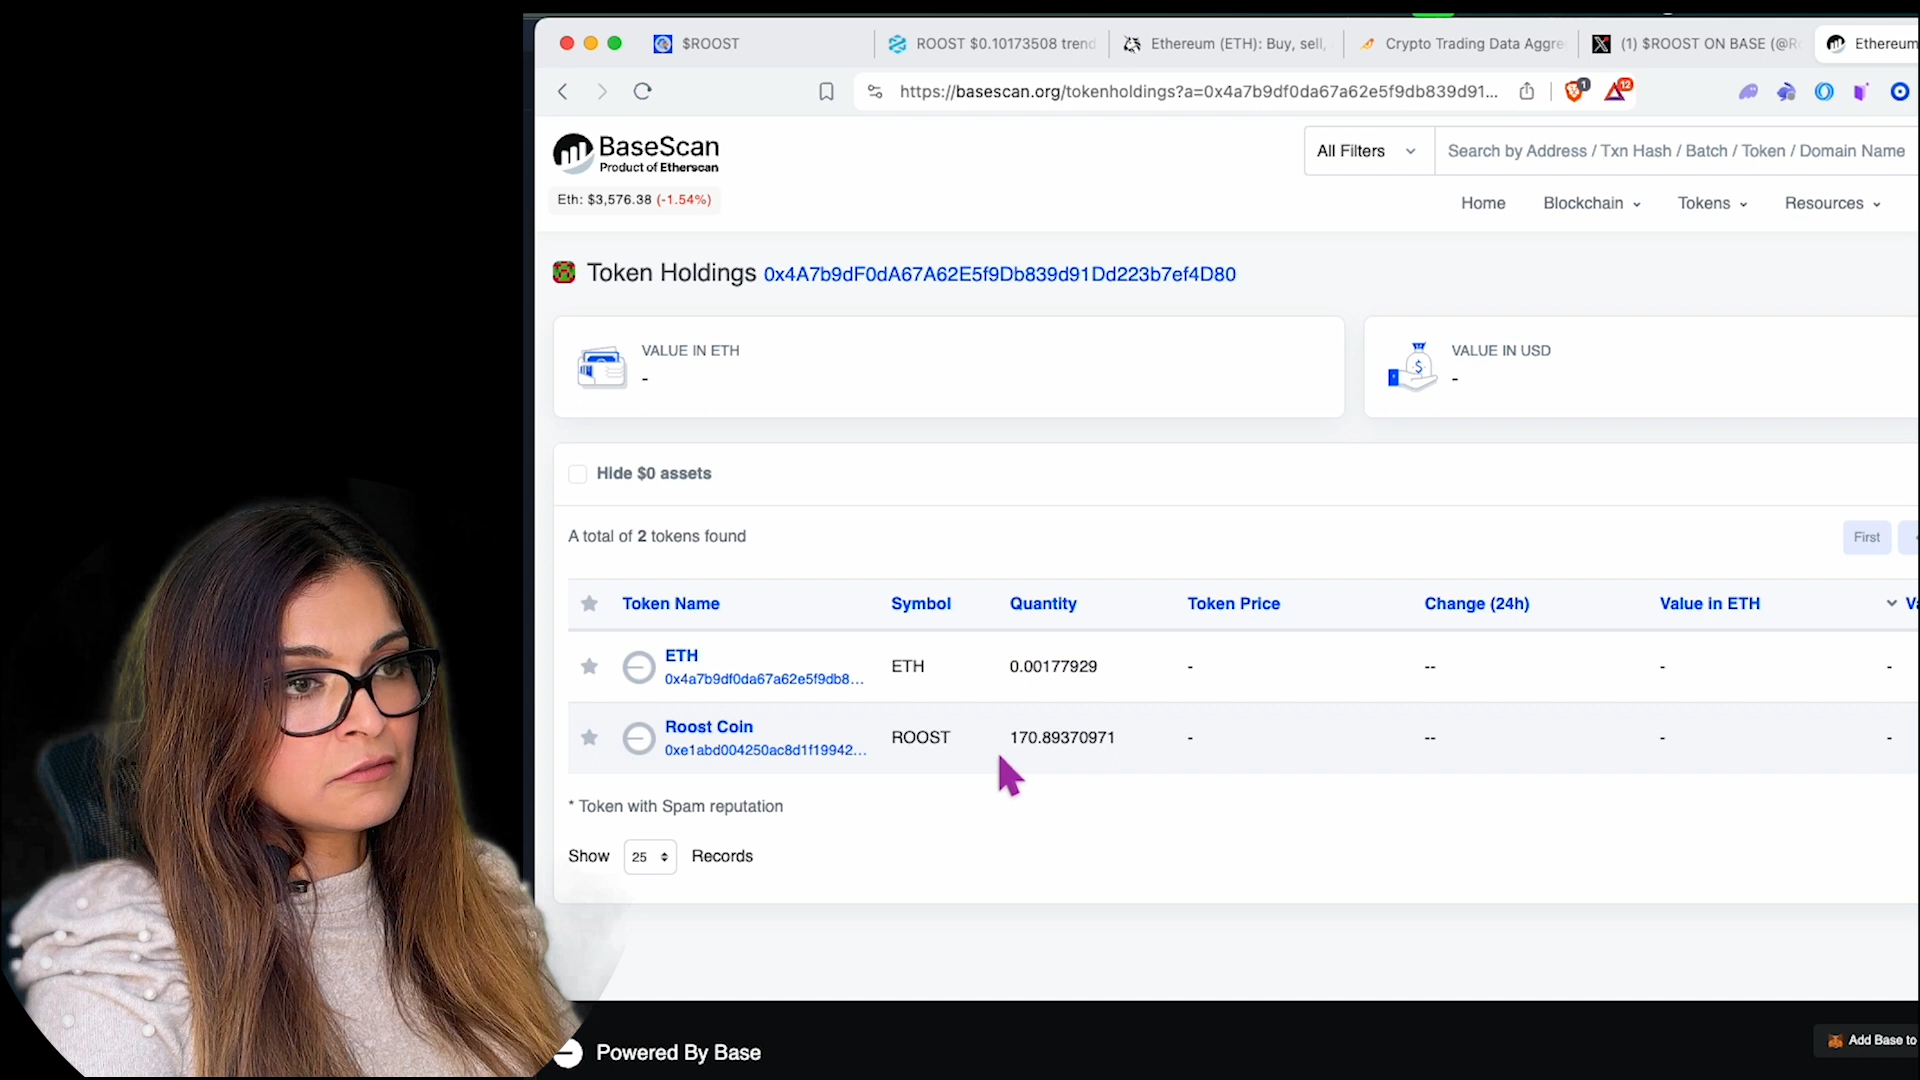 $ROOST
ROOST $0.10173508 trend
Ethereum (ETH): Buy, sell,
Crypto Trading Data Aggre
(1) $ROOST ON BASE (@R
Ethereum
https://basescan.org/tokenholdings?a=0x4a7b9df0da67a62e5f9db839d91...
1
12
BaseScan
Product of Etherscan
All Filters
Search by Address / Txn Hash / Batch / Token / Domain Name
Eth: $3,576.38 (-1.54%)
Home
Blockchain
Tokens
Resources
Token Holdings 0x4A7b9dF0dA67A62E5f9Db839d91Dd223b7ef4D80
VALUE IN ETH
-
VALUE IN USD
-
Hide $0 assets
A total of 2 tokens found
First
Token Name Symbol Quantity Token Price Change (24h) Value in ETH
ETH
0x4a7b9df0da67a62e5f9db8...
ETH 0.00177929 - -- - -
Roost Coin
0xe1abd004250ac8d1f19942...
ROOST 170.89370971 - -- - -
* Token with Spam reputation
Show 25 Records
Powered By Base
Add Base to